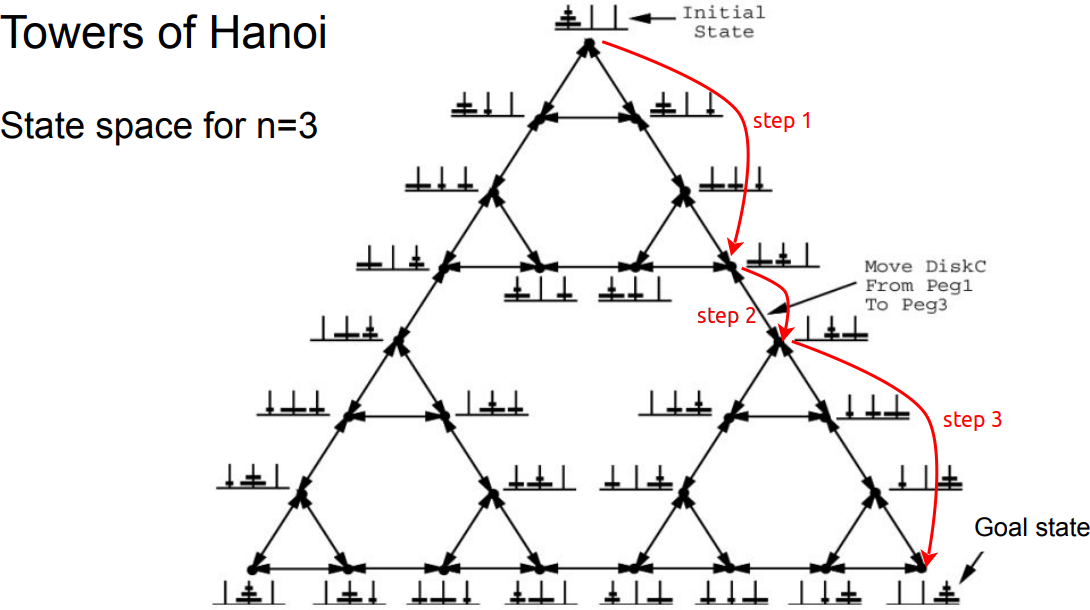 Towers of Hanoi
State space for n=3
Initial
State
step 1
Move DiskC
From Peg1
To Peg3
step 2
step 3
Goal state